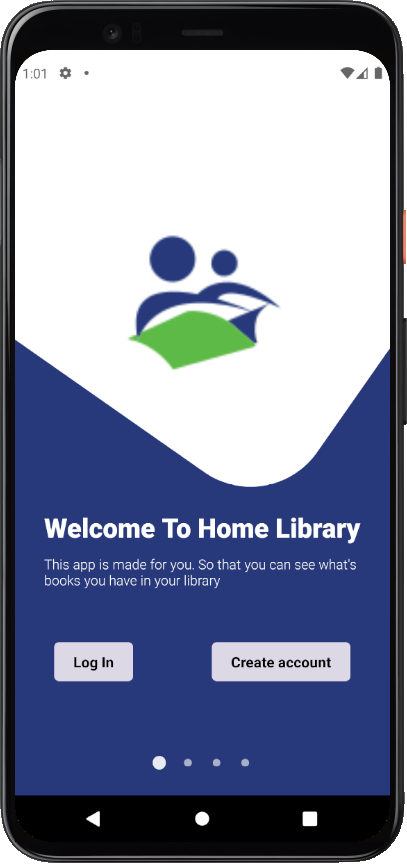 1:01
Welcome To Home Library
This app is made for you. So that you can see what's
books you have in your library
Log In
Create account